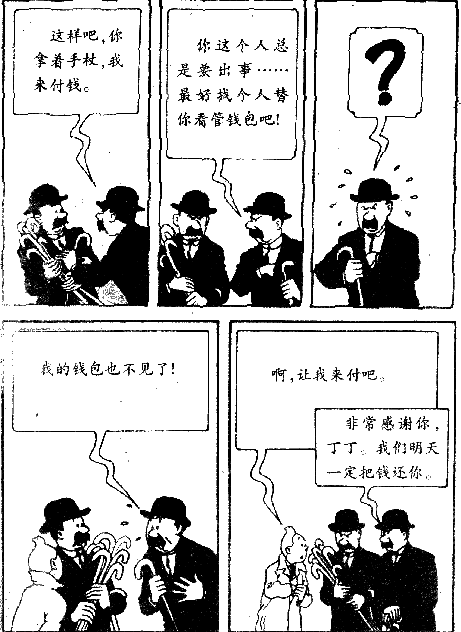 这样吧,你
拿着手杖,我
来付钱。
你这个人总
是要出事……
最好找个人替
你看管钱包吧!
?
我的钱包也不见了!
啊,让我来付吧。
非常感谢你,
丁丁。我们明天
一定把钱还你。